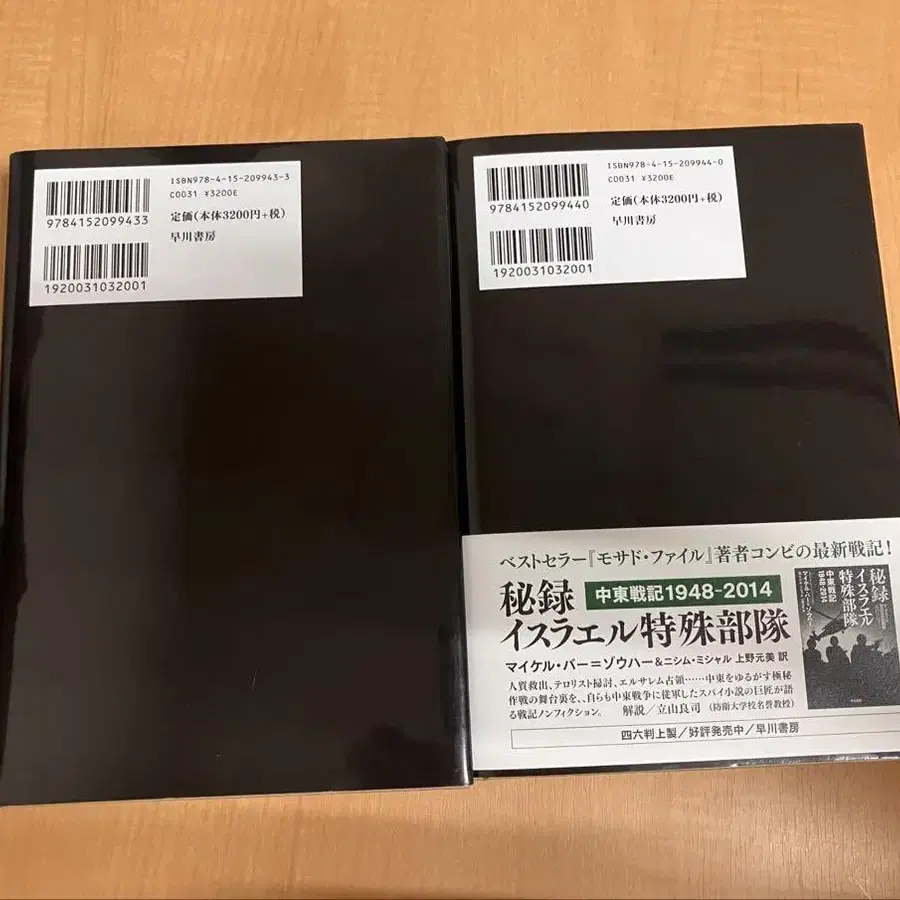 ISBN978-4-15-209943-3
C0031 ¥3200E
9784152099433
定価(本体3200円+税)
早川書房
1920031032001
ISBN978-4-15-209944-0
C0031 ¥3200E
9784152099440
定価(本体3200円+税)
早川書房
1920031032001
ベストセラー『モサド・ファイル』著者コンビの最新戦記!
秘録
中東戦記1948-2014
イスラエル特殊部隊
マイケル・バー=ゾウハー&ニシム・ミシャル 上野元美 訳
人質救出、テロリスト掃討、エルサレム占領……中東をゆるがす極秘
作戦の舞台裏を、、自らも中東戦争に従軍したスパイ小説の巨匠が語
る戦記ノンフィクション。 解説/立山良司(防衛大学校名誉教授)
四六判上製/好評発売中/早川書房
秘録
イスラエル
特殊部隊
中東戦記
1948-2014